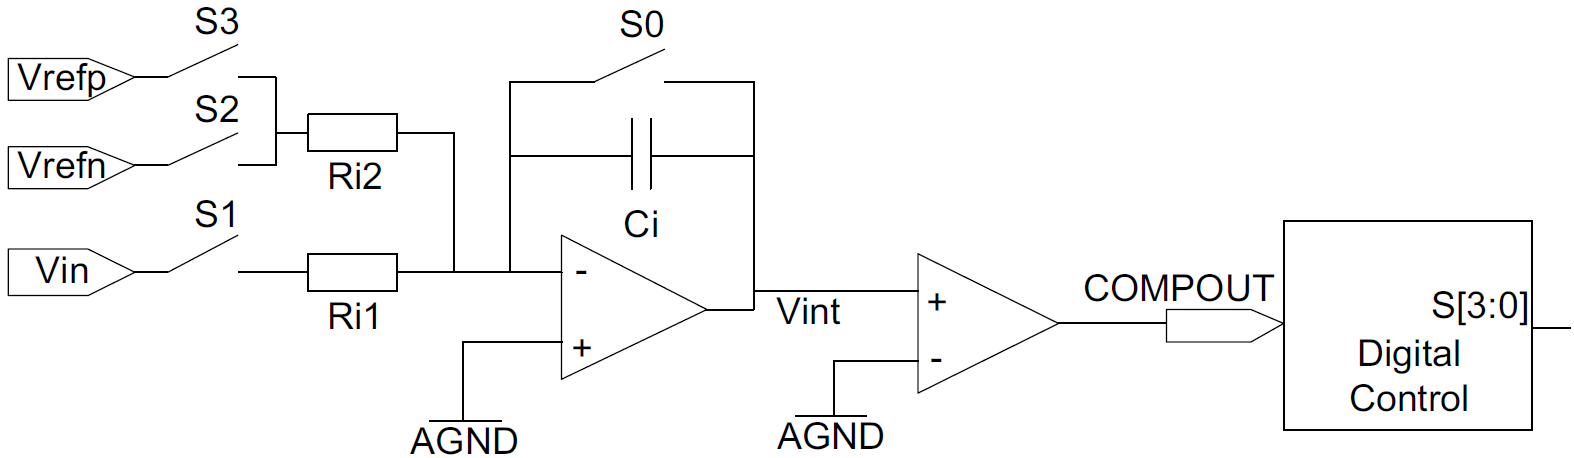 S3
S0
Vrefp
S2
Vrefn
Ri2
S1
Ci
Vin
-
Ri1
+
Vint
+
-
COMPOUT
S[3:0]
Digital
Control
AGND
AGND